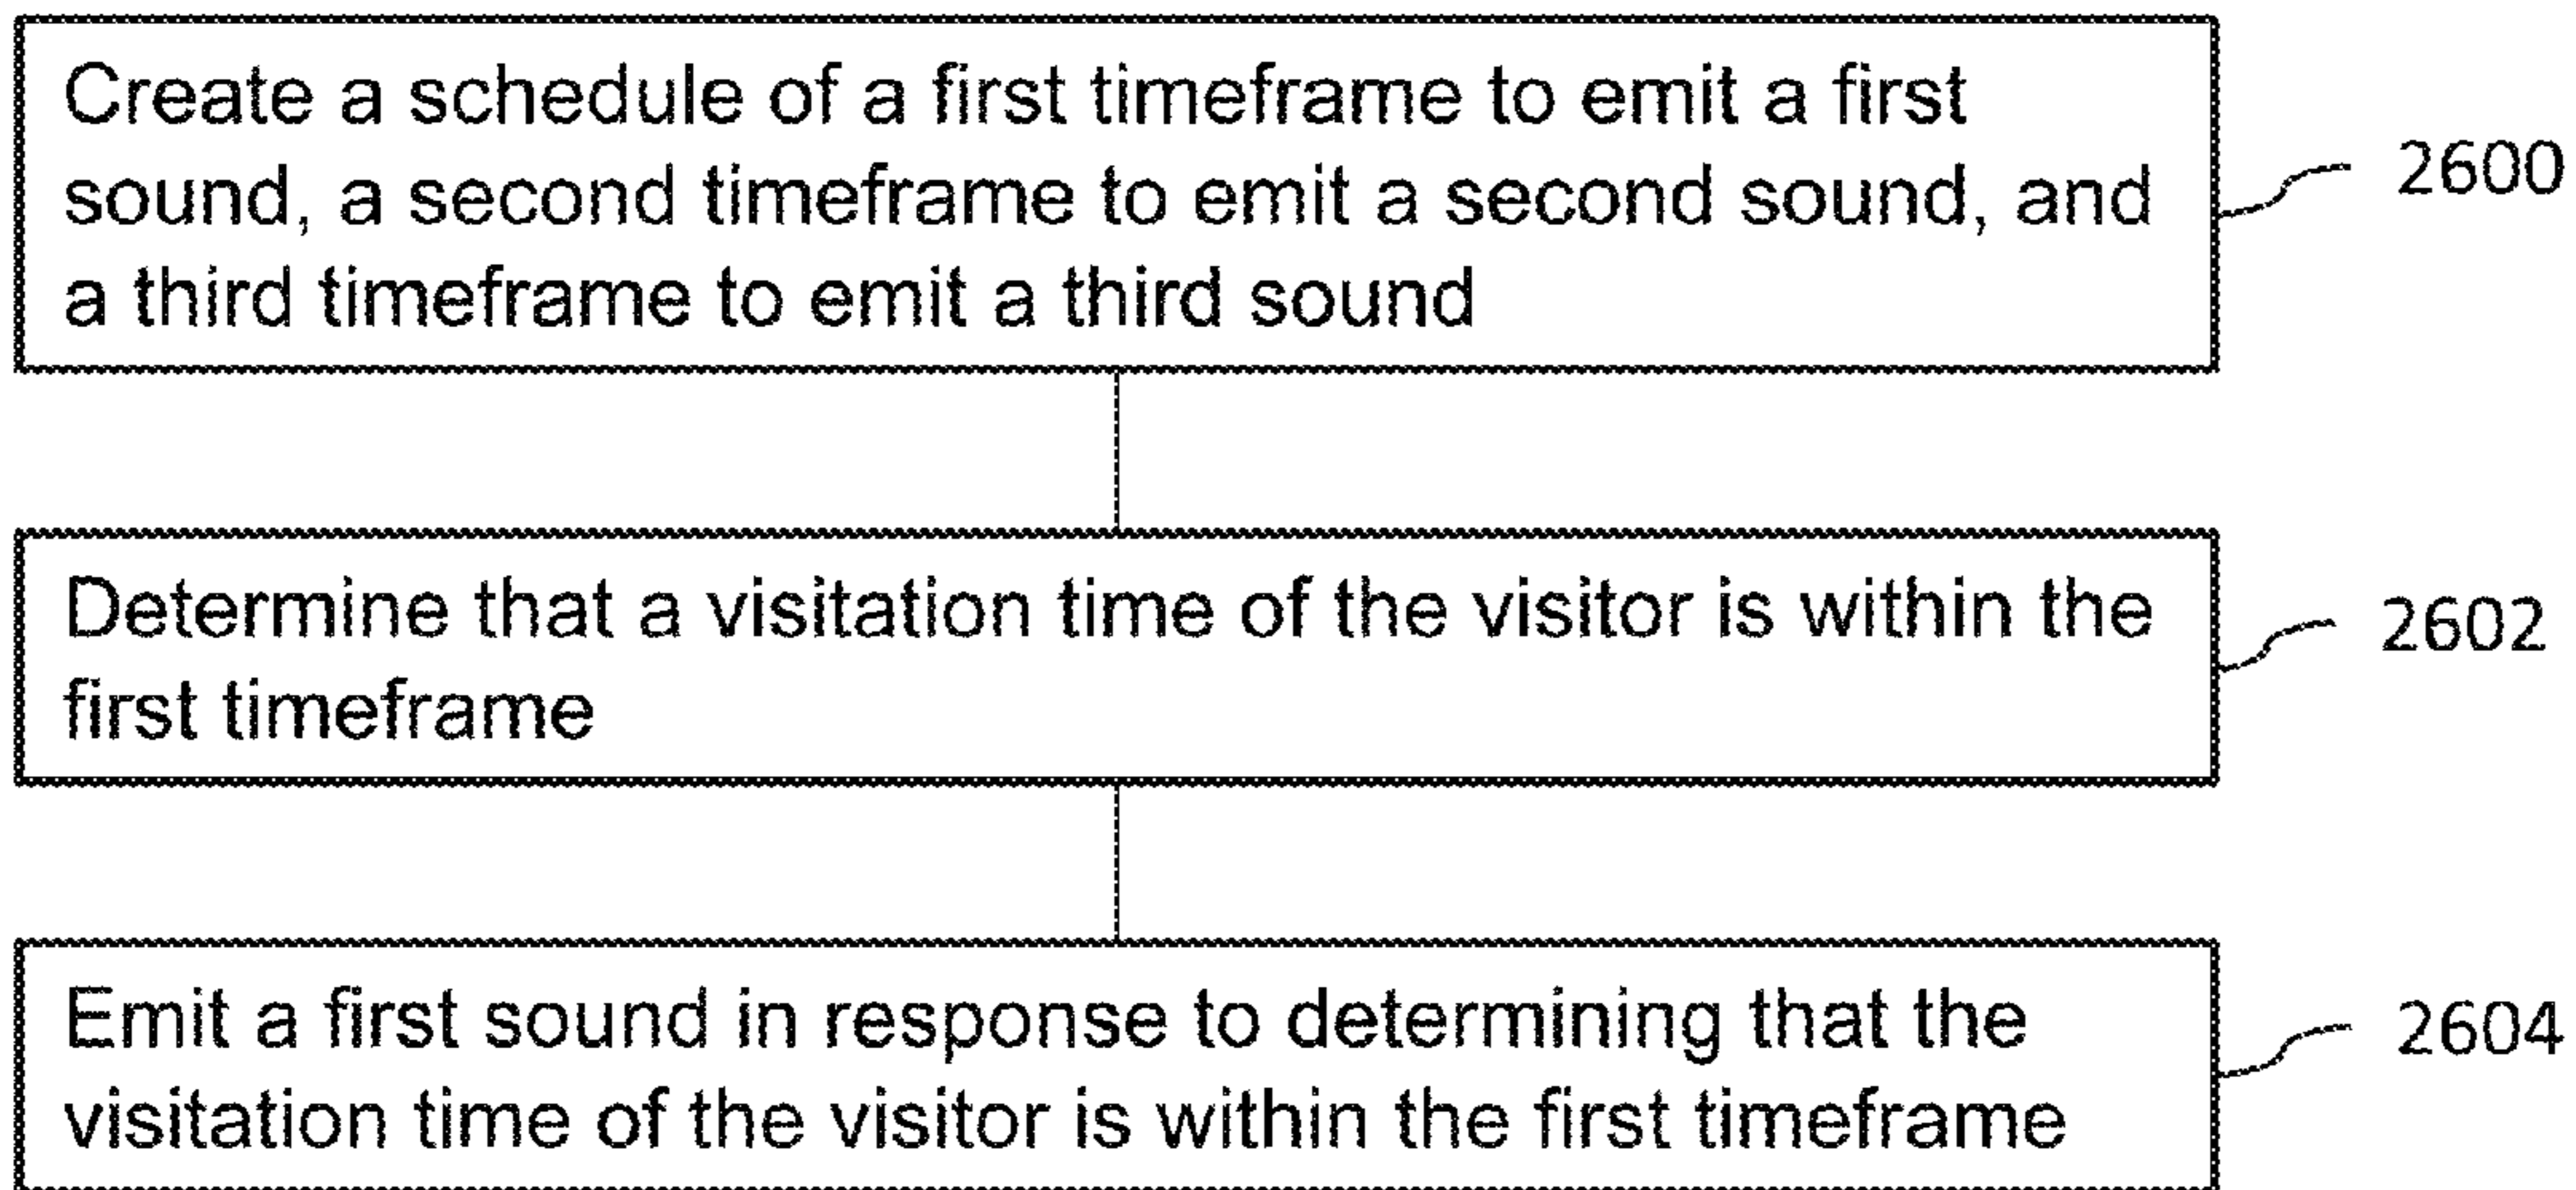 Create a schedule of a first timeframe to emit a first
sound, a second timeframe to emit a second sound, and
a third timeframe to emit a third sound
2600
Determine that a visitation time of the visitor is within the
first timeframe
2602
Emit a first sound in response to determining that the
visitation time of the visitor is within the first timeframe
2604